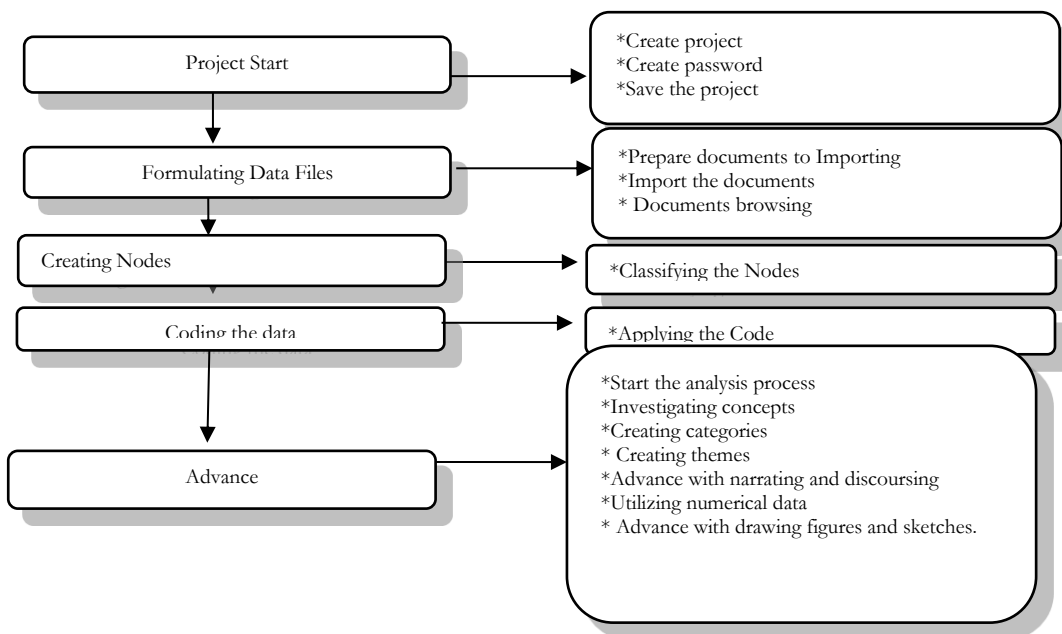 Project Start
*Create project
*Create password
*Save the project
Formulating Data Files
*Prepare documents to Importing
*Import the documents
* Documents browsing
Creating Nodes
*Classifying the Nodes
Coding the data
*Applying the Code
Advance
*Start the analysis process
*Investigating concepts
*Creating categories
* Creating themes
*Advance with narrating and discoursing
*Utilizing numerical data
* Advance with drawing figures and sketches.